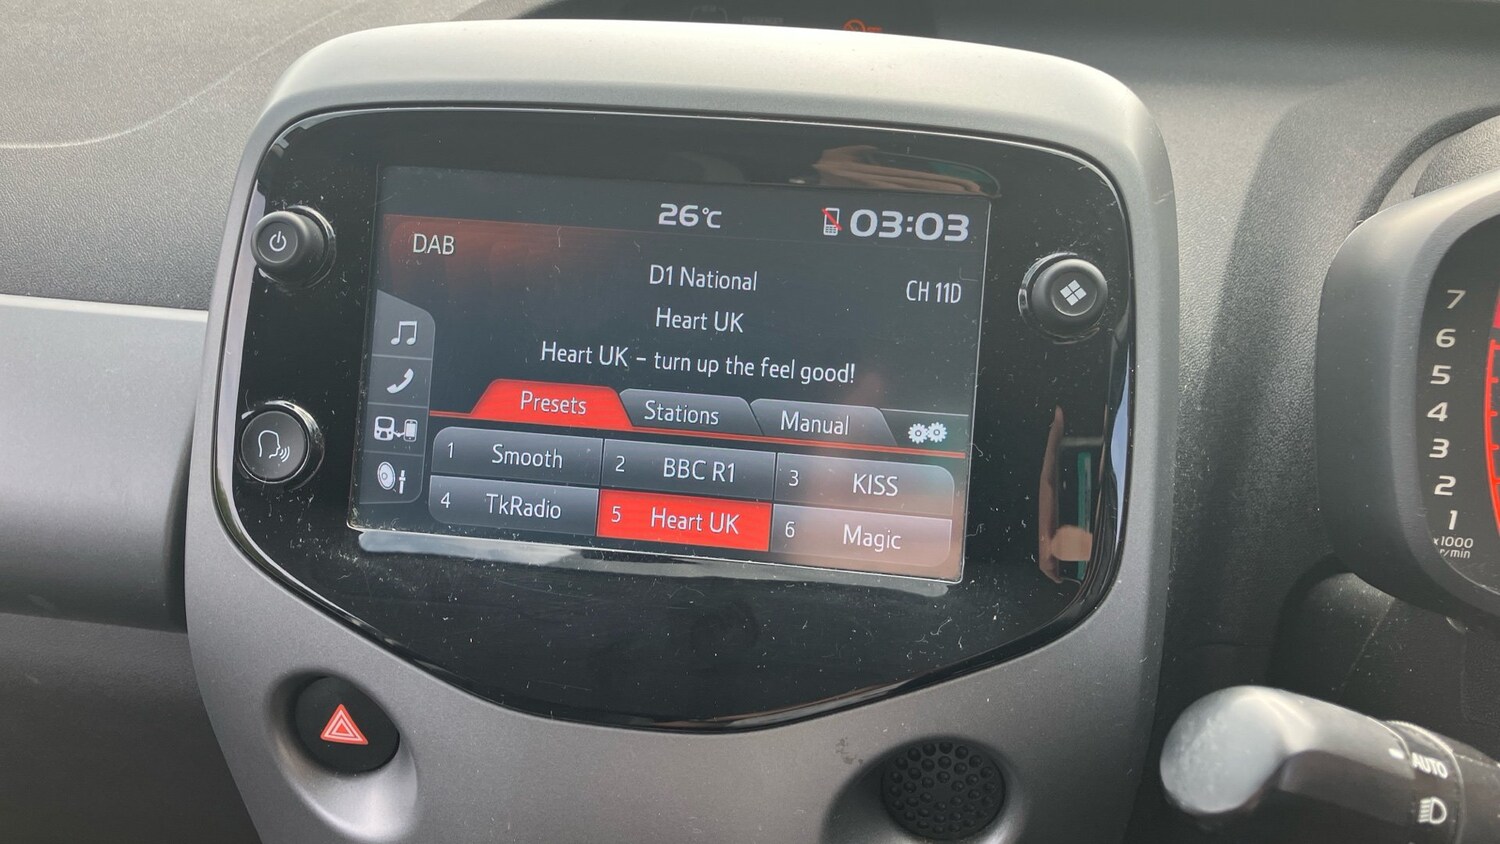 26°C
03:03
DAB
D1 National
CH 11D
Heart UK
Heart UK – turn up the feel good!
Presets
Stations
Manual
1 Smooth
2 BBC R1
3 KISS
4 TkRadio
5 Heart UK
6 Magic
7
6
5
4
3
2
1
x1000
r/min
AUTO